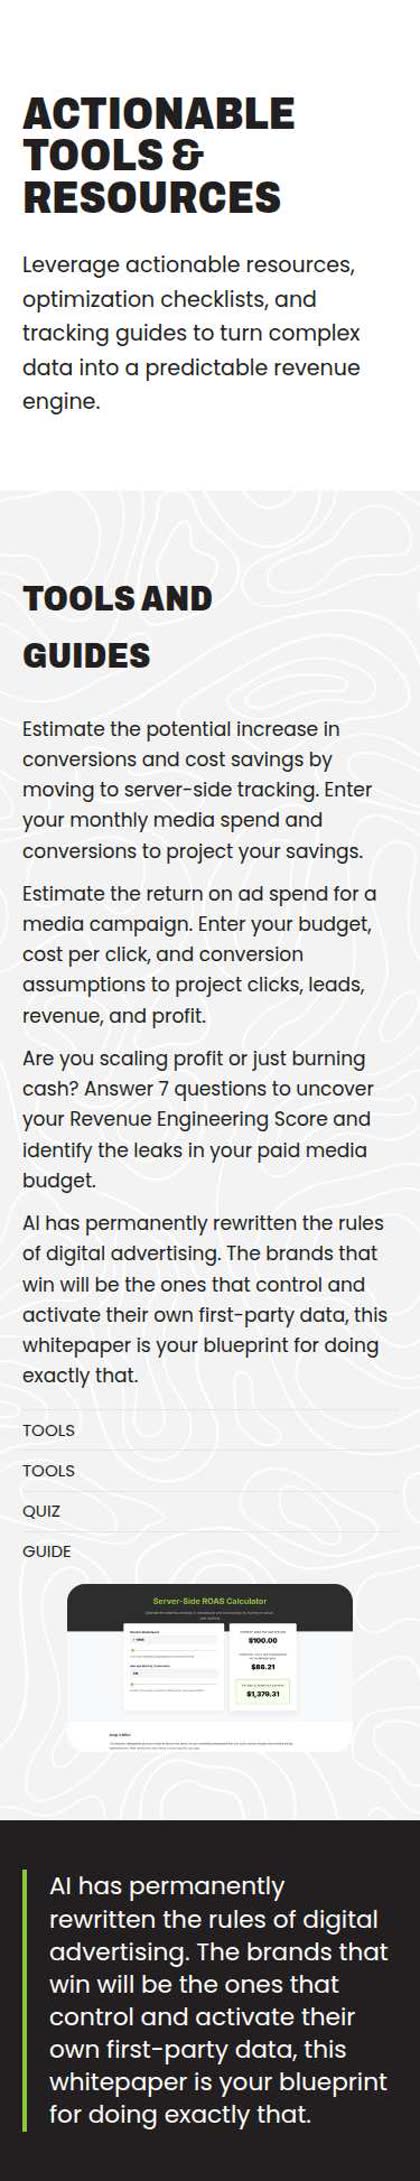 ACTIONABLE
TOOLS &
RESOURCES
Leverage actionable resources,
optimization checklists, and
tracking guides to turn complex
data into a predictable revenue
engine.
TOOLS AND
GUIDES
Estimate the potential increase in
conversions and cost savings by
moving to server-side tracking. Enter
your monthly media spend and
conversions to project your savings.
Estimate the return on ad spend for a
media campaign. Enter your budget,
cost per click, and conversion
assumptions to project clicks, leads,
revenue, and profit.
Are you scaling profit or just burning
cash? Answer 7 questions to uncover
your Revenue Engineering Score and
identify the leaks in your paid media
budget.
AI has permanently rewritten the rules
of digital advertising. The brands that
win will be the ones that control and
activate their own first-party data, this
whitepaper is your blueprint for doing
exactly that.
TOOLS
TOOLS
QUIZ
GUIDE
Server-Side ROAS Calculator
$100.00
$86.21
$1,379.31
AI has permanently
rewritten the rules of digital
advertising. The brands that
win will be the ones that
control and activate their
own first-party data, this
whitepaper is your blueprint
for doing exactly that.